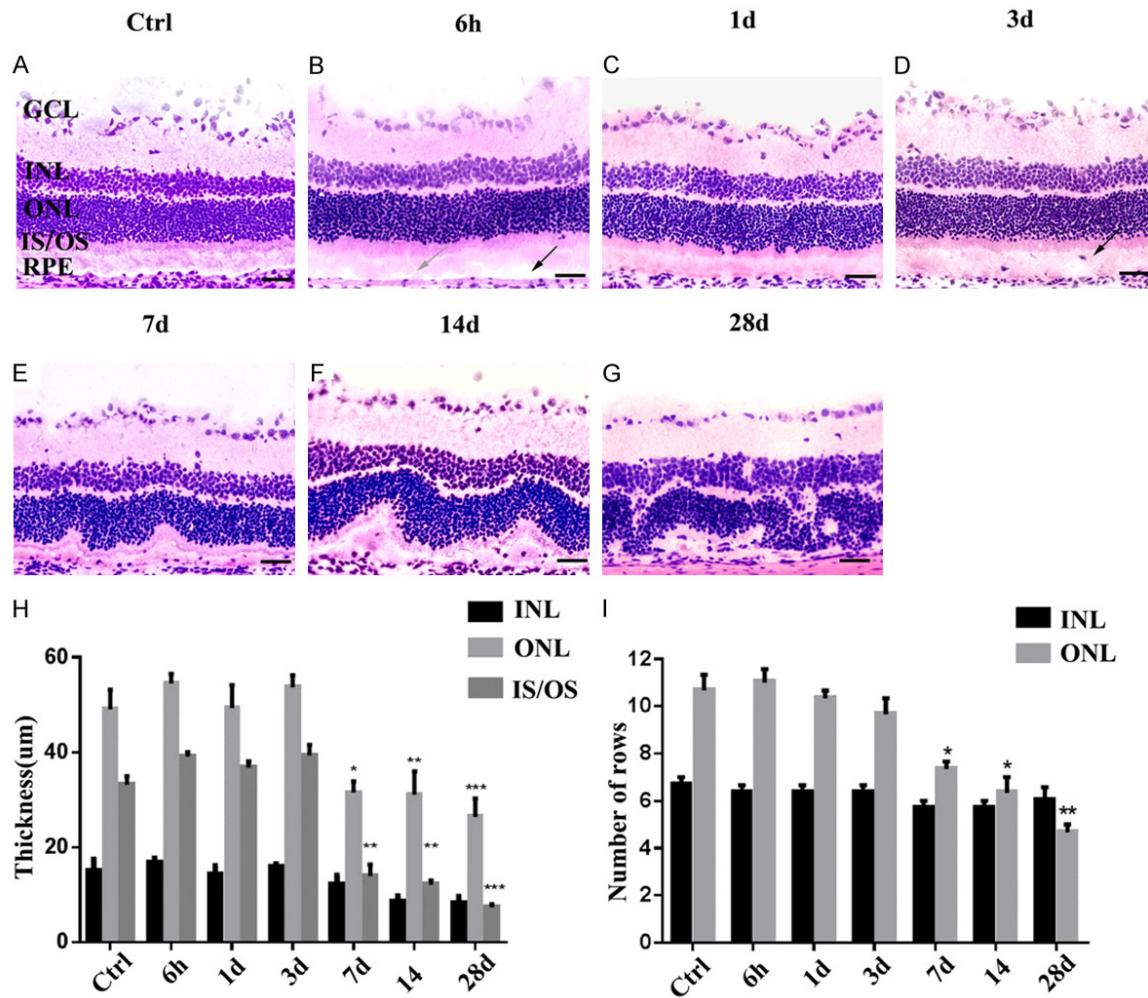 Ctrl 6h 1d 3d
A B C D
GCL
INL
ONL
IS/OS
RPE
7d 14d 28d
E F G
H I
INL
ONL
IS/OS
INL
ONL
Thickness(um)
60
40
20
0
* ** ***
** ** ***
Ctrl 6h 1d 3d 7d 14 28d
Number of rows
12
10
8
6
4
2
0
* * **
Ctrl 6h 1d 3d 7d 14 28d